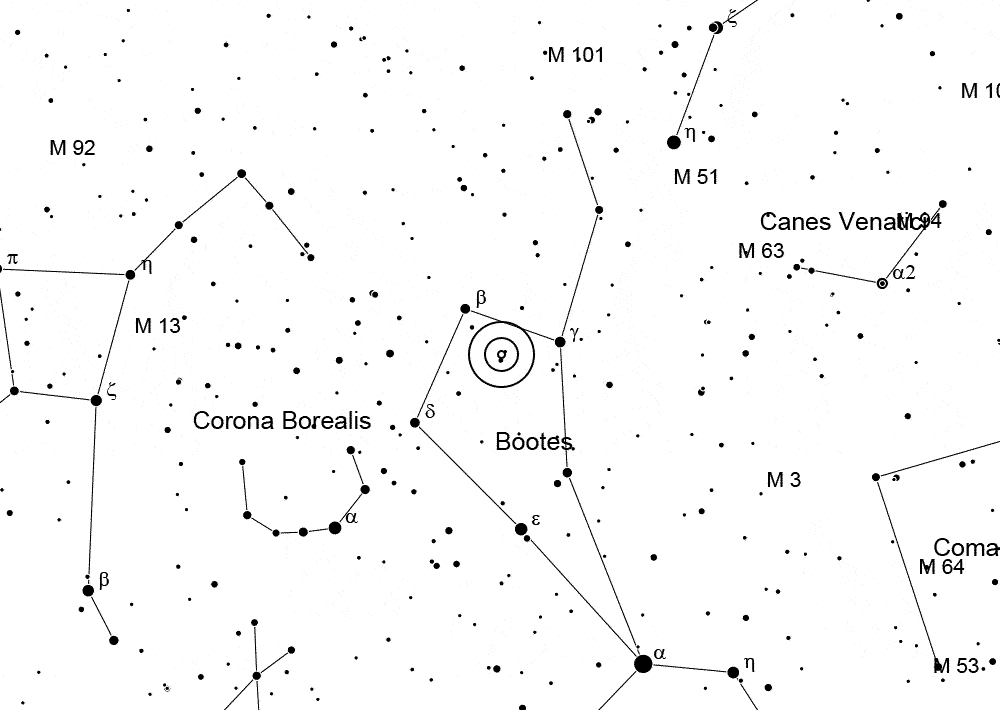 ζ
M 101
M 10
η
M 92
M 51
Canes Venatici
M 94
M 63
π
η
α2
β
M 13
γ
ζ
δ
Corona Borealis
Bootes
M 3
α
ε
Coma
M 64
β
α
η
M 53